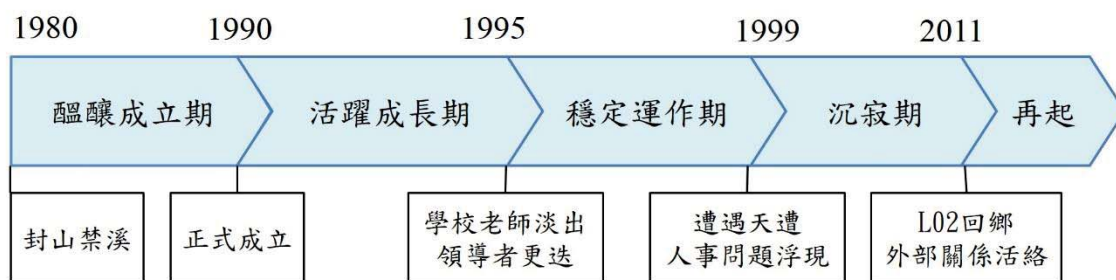 1980 1990 1995 1999 2011
醞釀成立期 活躍成長期 穩定運作期 沉寂期 再起
封山禁溪
正式成立
學校老師淡出
領導者更迭
遭遇天遭
人事問題浮現
L02回鄉
外部關係活絡